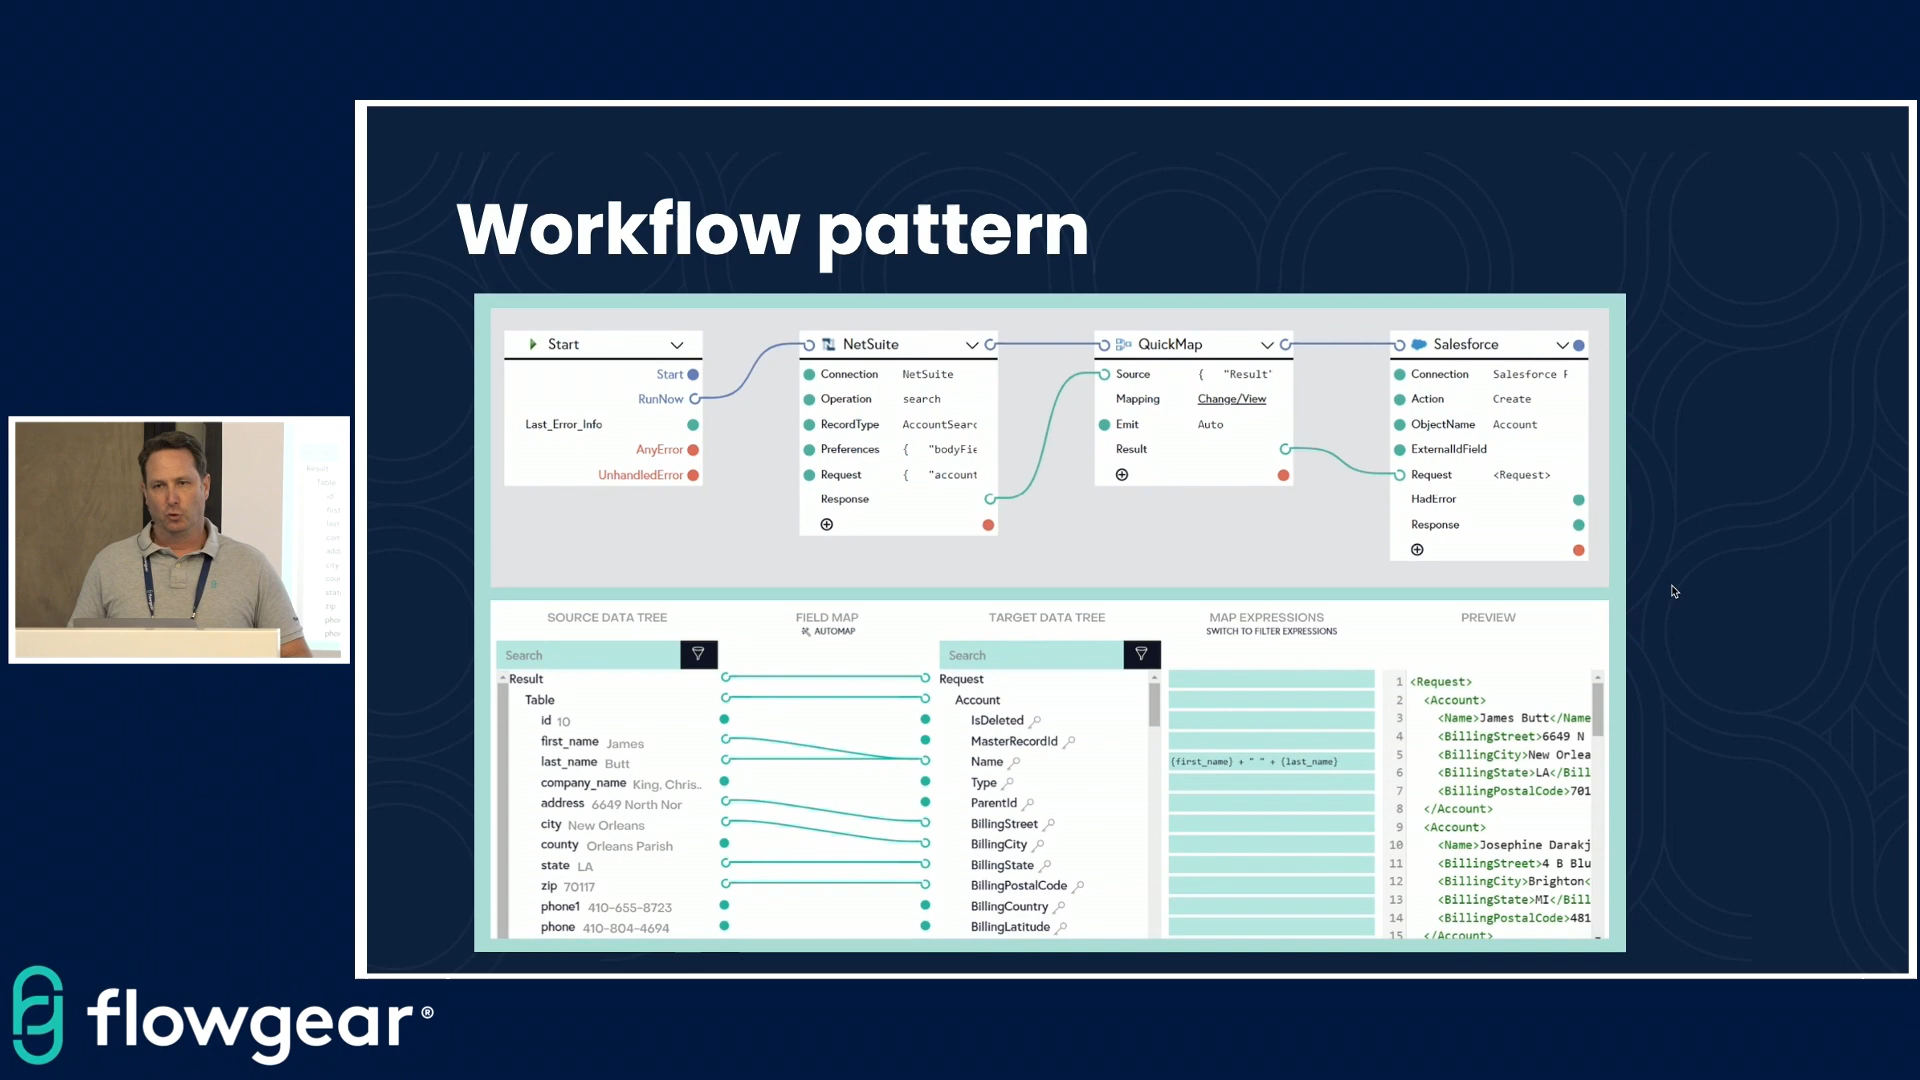 Workflow pattern
Start
Start
RunNow
Last_Error_Info
AnyError
UnhandledError
NetSuite
Connection NetSuite
Operation search
RecordType AccountSearc
Preferences { "bodyFie
Request { "account
Response
QuickMap
Source { "Result'
Mapping Change/View
Emit Auto
Result
Salesforce
Connection Salesforce F
Action Create
ObjectName Account
ExternalIdField
Request <Request>
HadError
Response
SOURCE DATA TREE
Search
Result
Table
id 10
first_name James
last_name Butt
company_name King, Chris..
address 6649 North Nor
city New Orleans
county Orleans Parish
state LA
zip 70117
phone1 410-655-8723
phone 410-804-4694
FIELD MAP
AUTOMAP
TARGET DATA TREE
Search
Request
Account
IsDeleted
MasterRecordId
Name
Type
ParentId
BillingStreet
BillingCity
BillingState
BillingPostalCode
BillingCountry
BillingLatitude
MAP EXPRESSIONS
SWITCH TO FILTER EXPRESSIONS
{first_name} + " " + {last_name}
PREVIEW
1 <Request>
2 <Account>
3 <Name>James Butt</Name
4 <BillingStreet>6649 N
5 <BillingCity>New Orlea
6 <BillingState>LA</Bill
7 <BillingPostalCode>701
8 </Account>
9 <Account>
10 <Name>Josephine Darakj
11 <BillingStreet>4 B Blu
12 <BillingCity>Brighton<
13 <BillingState>MI</Bill
14 <BillingPostalCode>481
15 </Account>
Result
Table
id
city
zip
flowgear®